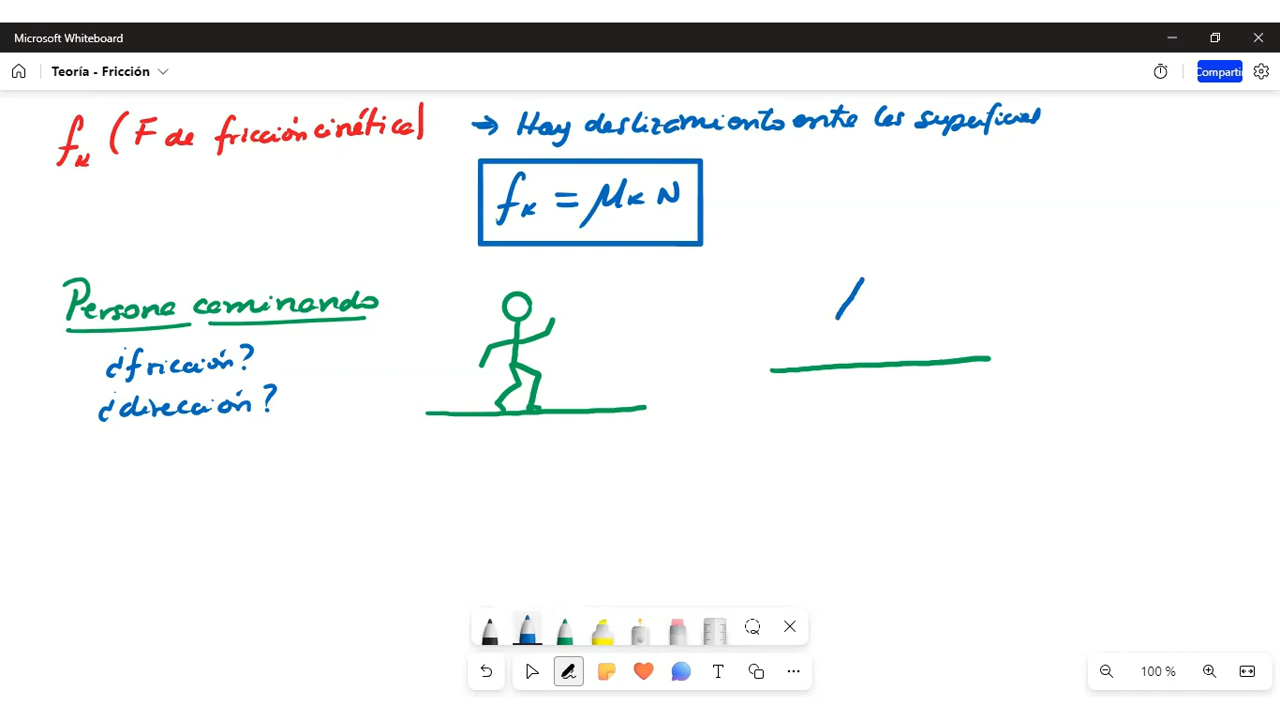 Microsoft Whiteboard
Teoría - Fricción
Comparti
fk (F de fricción cinética) → Hay deslizamiento entre las superficies
fk = μk N
Persona caminando
¿fricción?
¿dirección?
T
100 %